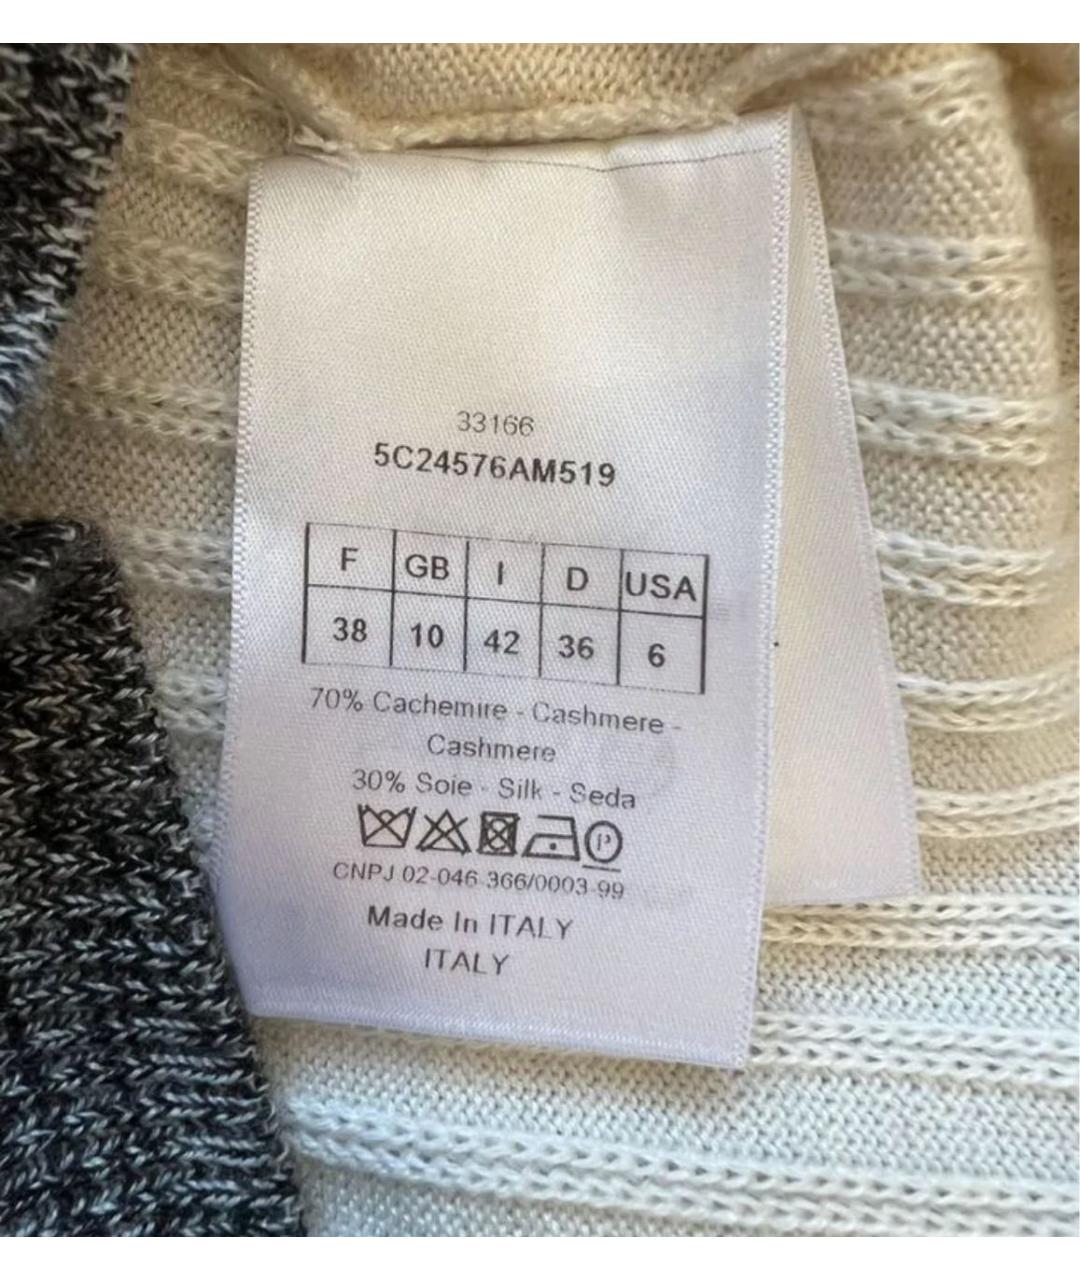 33166
5C24576AM519
F GB I D USA
38 10 42 36 6
70% Cachemire - Cashmere -
Cashmere
30% Soie - Silk - Seda
P
CNPJ 02-046.366/0003-99
Made In ITALY
ITALY